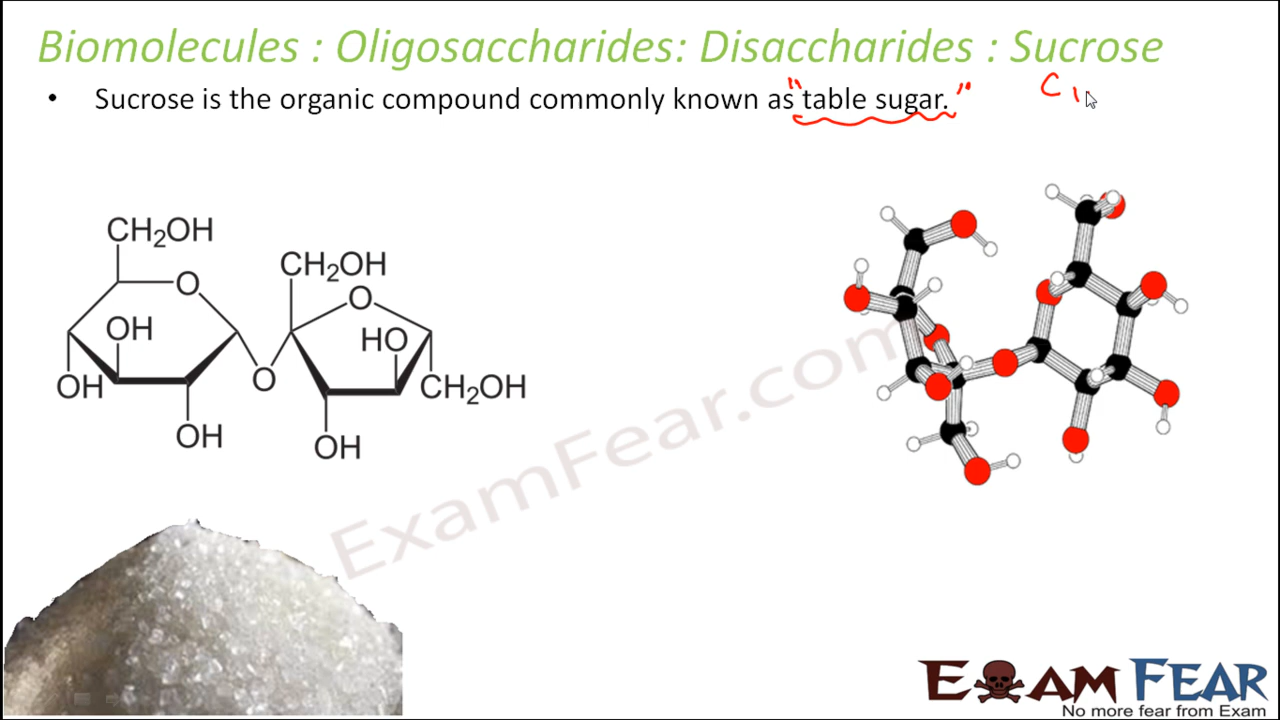 Biomolecules : Oligosaccharides: Disaccharides : Sucrose
• Sucrose is the organic compound commonly known as "table sugar."
C 1
CH₂OH
CH₂OH
O
O
OH
HO
OH
O
CH₂OH
OH
OH
ExamFear.com
EXAM FEAR
No more fear from Exam